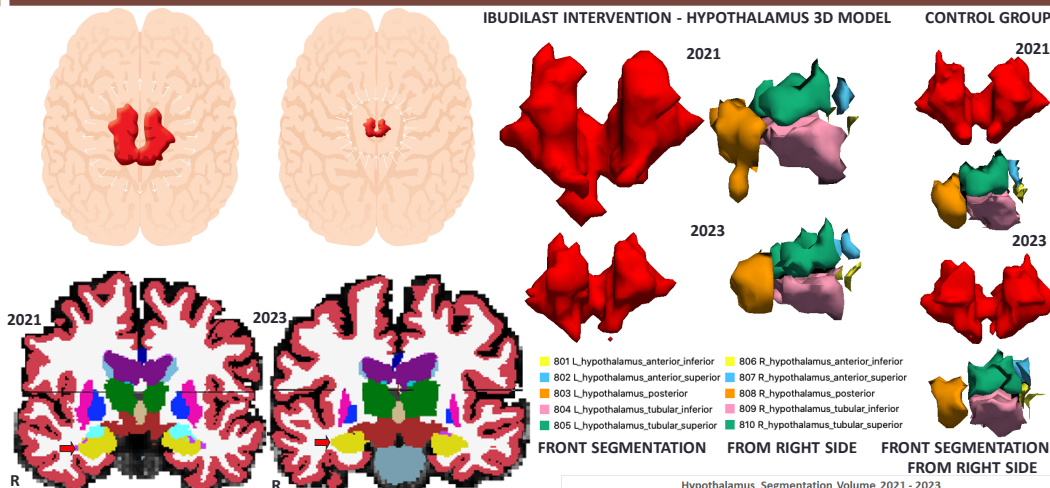 IBUDILAST INTERVENTION - HYPOTHALAMUS 3D MODEL
CONTROL GROUP
2021
2021
2023
2023
2021
2023
801 L_hypothalamus_anterior_inferior
802 L_hypothalamus_anterior_superior
803 L_hypothalamus_posterior
804 L_hypothalamus_tubular_inferior
805 L_hypothalamus_tubular_superior
806 R_hypothalamus_anterior_inferior
807 R_hypothalamus_anterior_superior
808 R_hypothalamus_posterior
809 R_hypothalamus_tubular_inferior
810 R_hypothalamus_tubular_superior
FRONT SEGMENTATION
FROM RIGHT SIDE
FRONT SEGMENTATION
FROM RIGHT SIDE
R
R
Hypothalamus Segmentation Volume 2021 - 2023